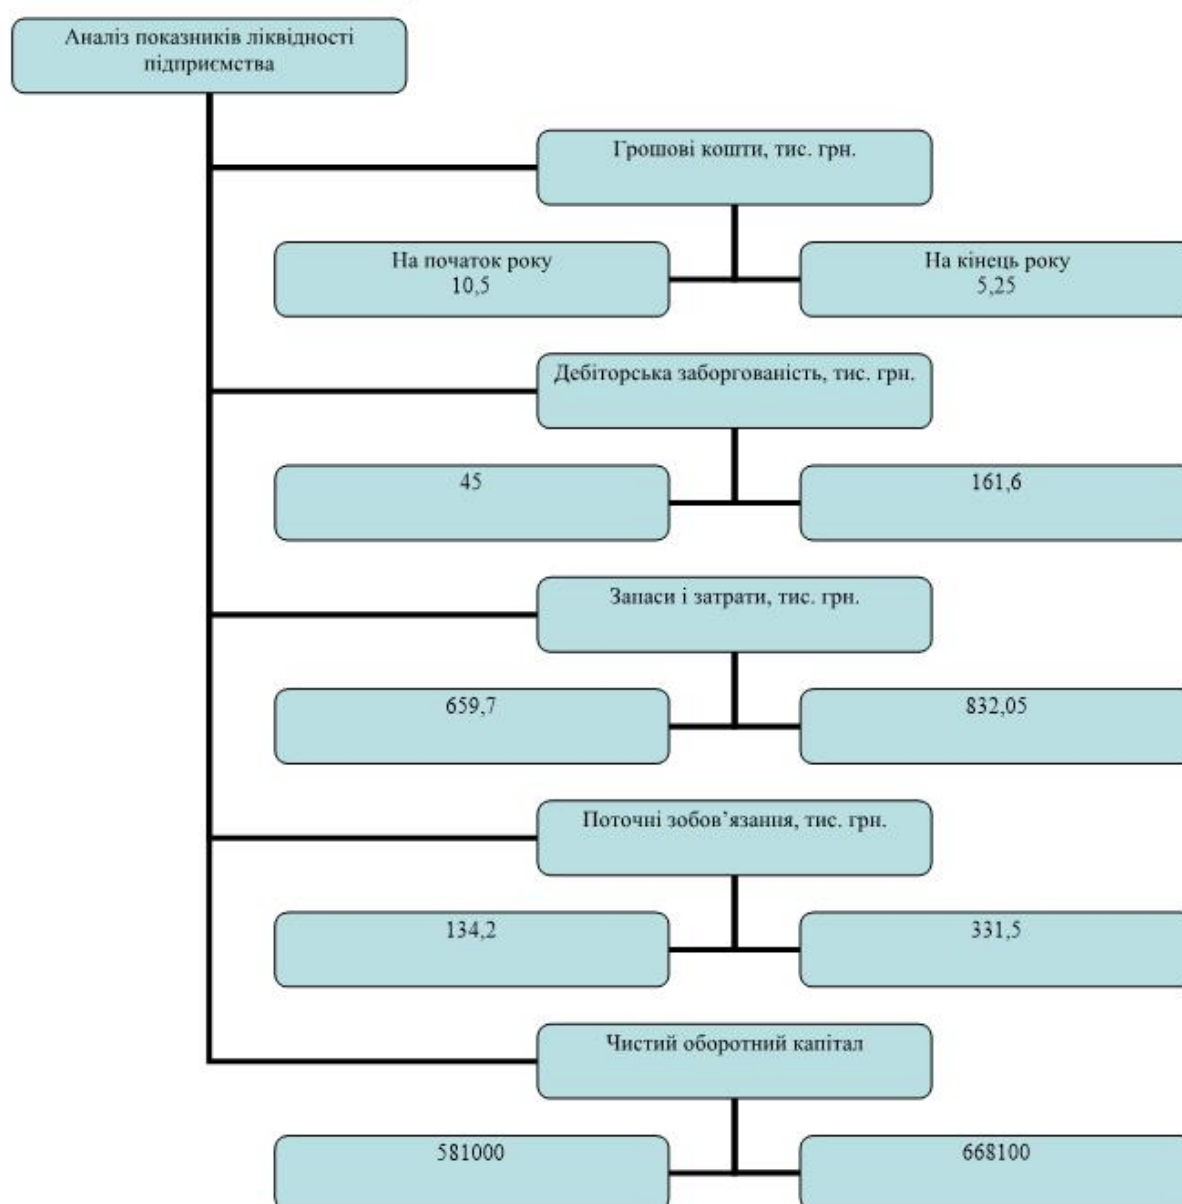 Аналіз показників ліквідності
підприємства
Грошові кошти, тис. грн.
На початок року
10,5
На кінець року
5,25
Дебіторська заборгованість, тис. грн.
45
161,6
Запаси і затрати, тис. грн.
659,7
832,05
Поточні зобов’язання, тис. грн.
134,2
331,5
Чистий оборотний капітал
581000
668100